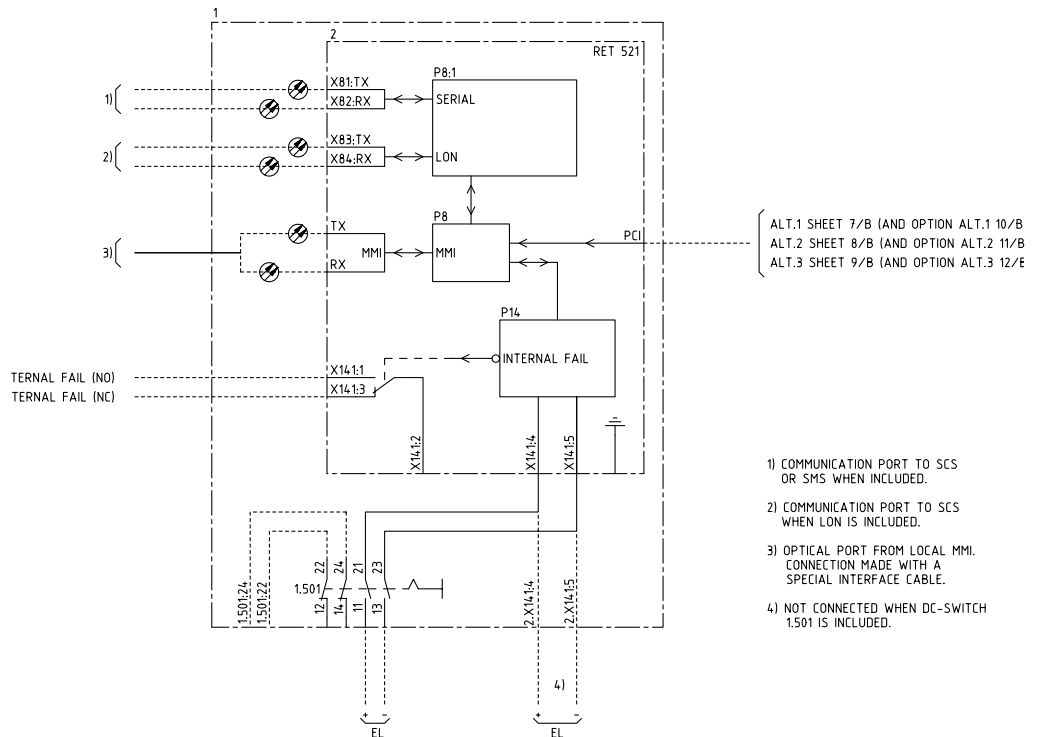 1
2
RET 521
X81:TX
P8:1
1)
X82:RX
SERIAL
X83:TX
2)
X84:RX
LON
TX
P8
3)
MMI
MMI
RX
PCI
ALT.1 SHEET 7/B (AND OPTION ALT.1 10/B
ALT.2 SHEET 8/B (AND OPTION ALT.2 11/B
ALT.3 SHEET 9/B (AND OPTION ALT.3 12/B
P14
INTERNAL FAIL
X141:1
TERNAL FAIL (NO)
X141:3
TERNAL FAIL (NC)
X141:2
X141:4
X141:5
1) COMMUNICATION PORT TO SCS
OR SMS WHEN INCLUDED.
2) COMMUNICATION PORT TO SCS
WHEN LON IS INCLUDED.
3) OPTICAL PORT FROM LOCAL MMI.
CONNECTION MADE WITH A
SPECIAL INTERFACE CABLE.
4) NOT CONNECTED WHEN DC-SWITCH
1.501 IS INCLUDED.
22
24
21
23
1.501
1.501:24
1.501:22
12
14
11
13
2.X141:4
2.X141:5
4)
+ -
EL
+ -
EL